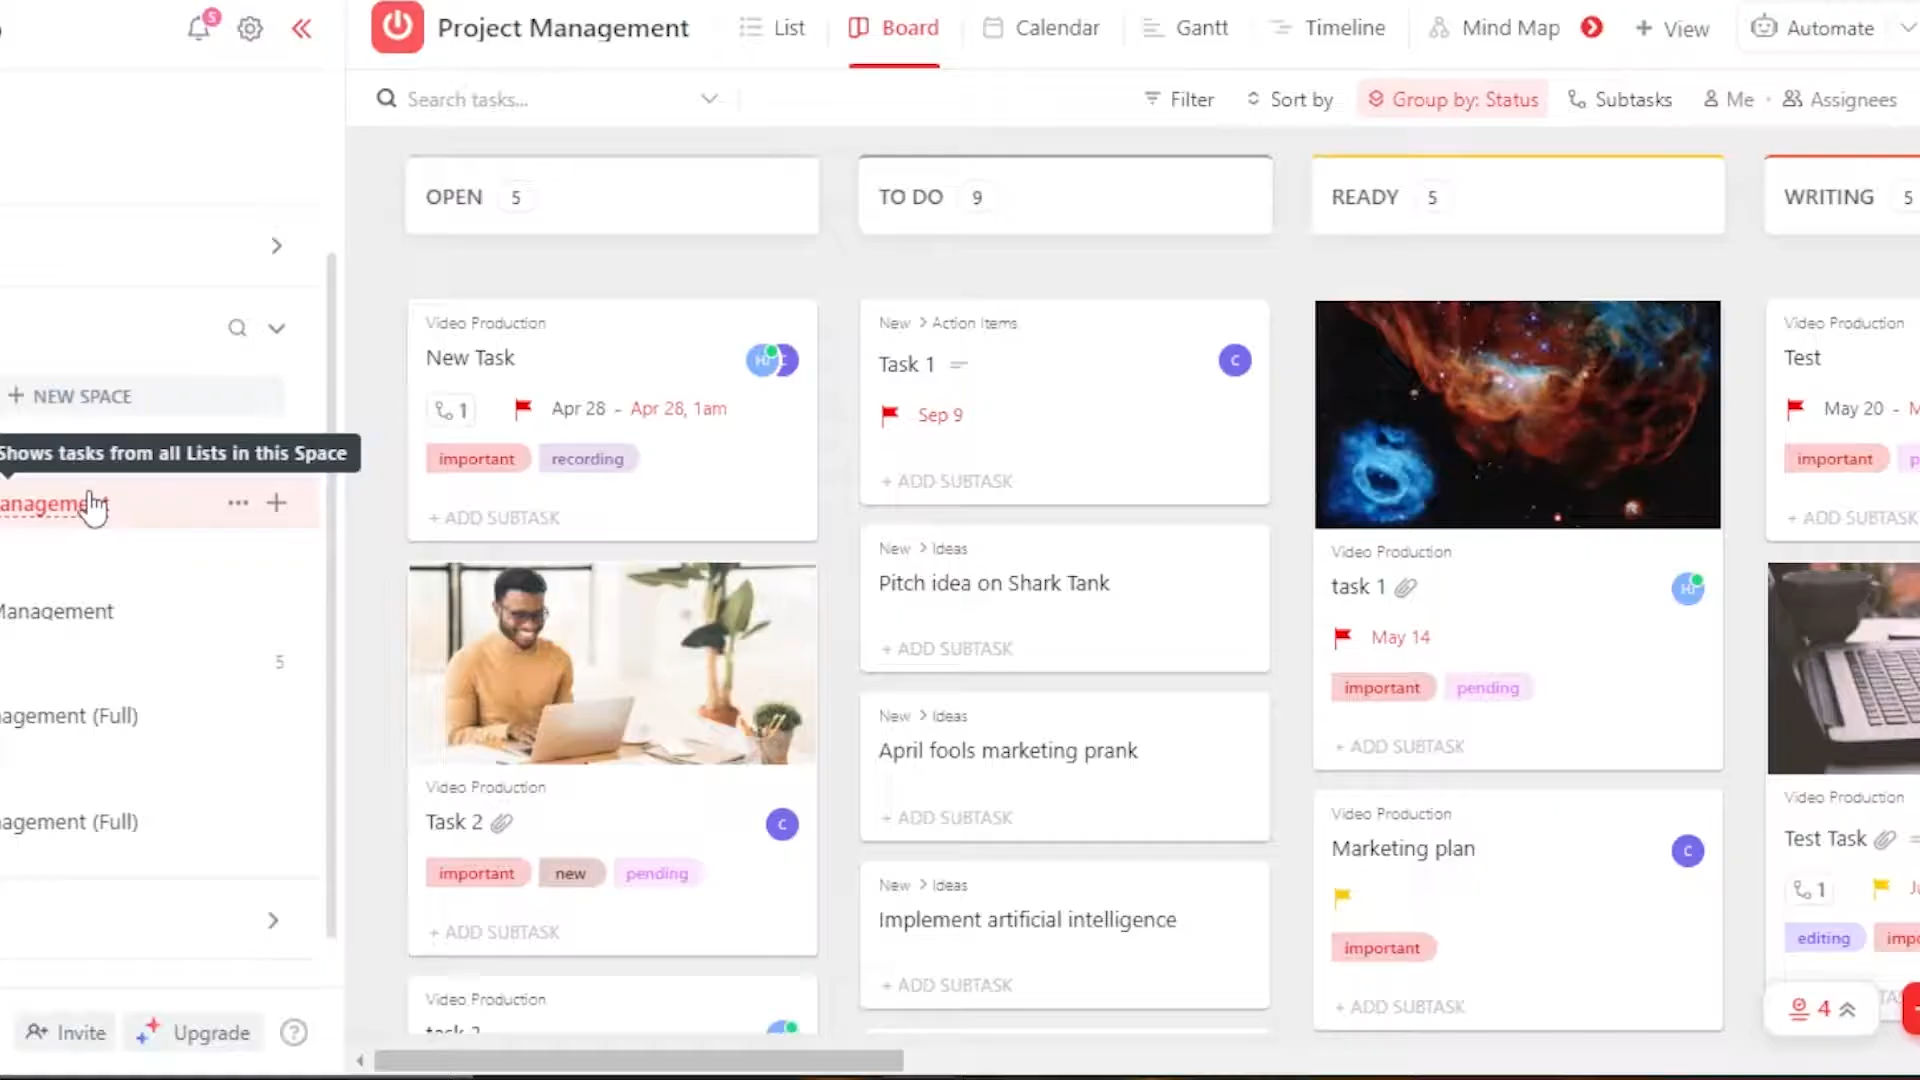 5
Project Management
List
Board
Calendar
Gantt
Timeline
Mind Map
+ View
Automate
Search tasks...
Filter
Sort by
Group by: Status
Subtasks
Me
Assignees
+ NEW SPACE
Shows tasks from all Lists in this Space
anagement
Management
5
agement (Full)
agement (Full)
Invite
Upgrade
?
OPEN 5
Video Production
New Task
1 Apr 28 - Apr 28, 1am
important recording
+ ADD SUBTASK
Video Production
Task 2
C
important new pending
+ ADD SUBTASK
Video Production
task 2
TO DO 9
New > Action Items
Task 1
C
Sep 9
+ ADD SUBTASK
New > Ideas
Pitch idea on Shark Tank
+ ADD SUBTASK
New > Ideas
April fools marketing prank
+ ADD SUBTASK
New > Ideas
Implement artificial intelligence
+ ADD SUBTASK
READY 5
Video Production
task 1
May 14
important pending
+ ADD SUBTASK
Video Production
Marketing plan
C
important
+ ADD SUBTASK
WRITING 5
Video Production
Test
May 20 -
important
+ ADD SUBTASK
Video Production
Test Task
1
editing
4